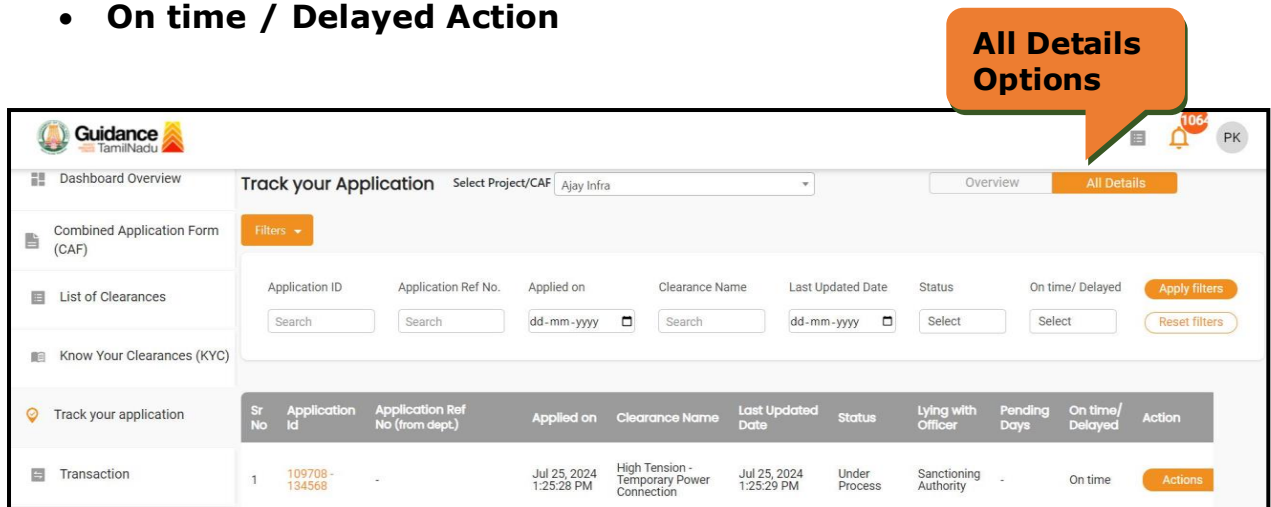 • On time / Delayed Action
All Details
Options
Guidance
TamilNadu
1064
PK
Dashboard Overview
Track your Application
Select Project/CAF
Ajay Infra
Overview
All Details
Combined Application Form
(CAF)
Filters
List of Clearances
Application ID
Application Ref No.
Applied on
Clearance Name
Last Updated Date
Status
On time/ Delayed
Apply filters
Search
Search
dd-mm-yyyy
Search
dd-mm-yyyy
Select
Select
Reset filters
Know Your Clearances (KYC)
Track your application
Sr
No
Application
Id
Application Ref
No (from dept.)
Applied on
Clearance Name
Last Updated
Date
Status
Lying with
Officer
Pending
Days
On time/
Delayed
Action
Transaction
1
109708 -
134568
-
Jul 25, 2024
1:25:28 PM
High Tension -
Temporary Power
Connection
Jul 25, 2024
1:25:29 PM
Under
Process
Sanctioning
Authority
-
On time
Actions